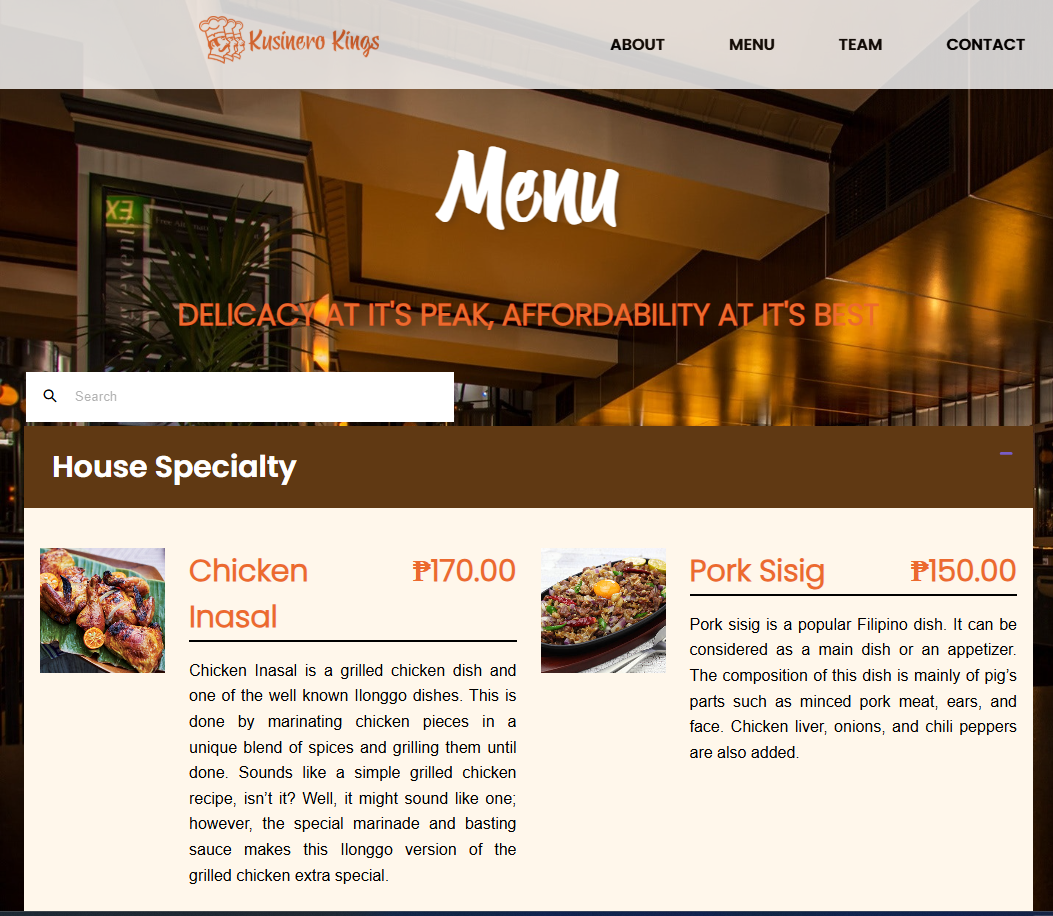 Kusinero Kings
ABOUT MENU TEAM CONTACT
EX
Menu
DELICACY AT IT'S PEAK, AFFORDABILITY AT IT'S BEST
Search
House Specialty
Chicken Inasal ₱170.00
Chicken Inasal is a grilled chicken dish and
one of the well known Ilonggo dishes. This is
done by marinating chicken pieces in a
unique blend of spices and grilling them until
done. Sounds like a simple grilled chicken
recipe, isn’t it? Well, it might sound like one;
however, the special marinade and basting
sauce makes this Ilonggo version of the
grilled chicken extra special.
Pork Sisig ₱150.00
Pork sisig is a popular Filipino dish. It can be
considered as a main dish or an appetizer.
The composition of this dish is mainly of pig’s
parts such as minced pork meat, ears, and
face. Chicken liver, onions, and chili peppers
are also added.